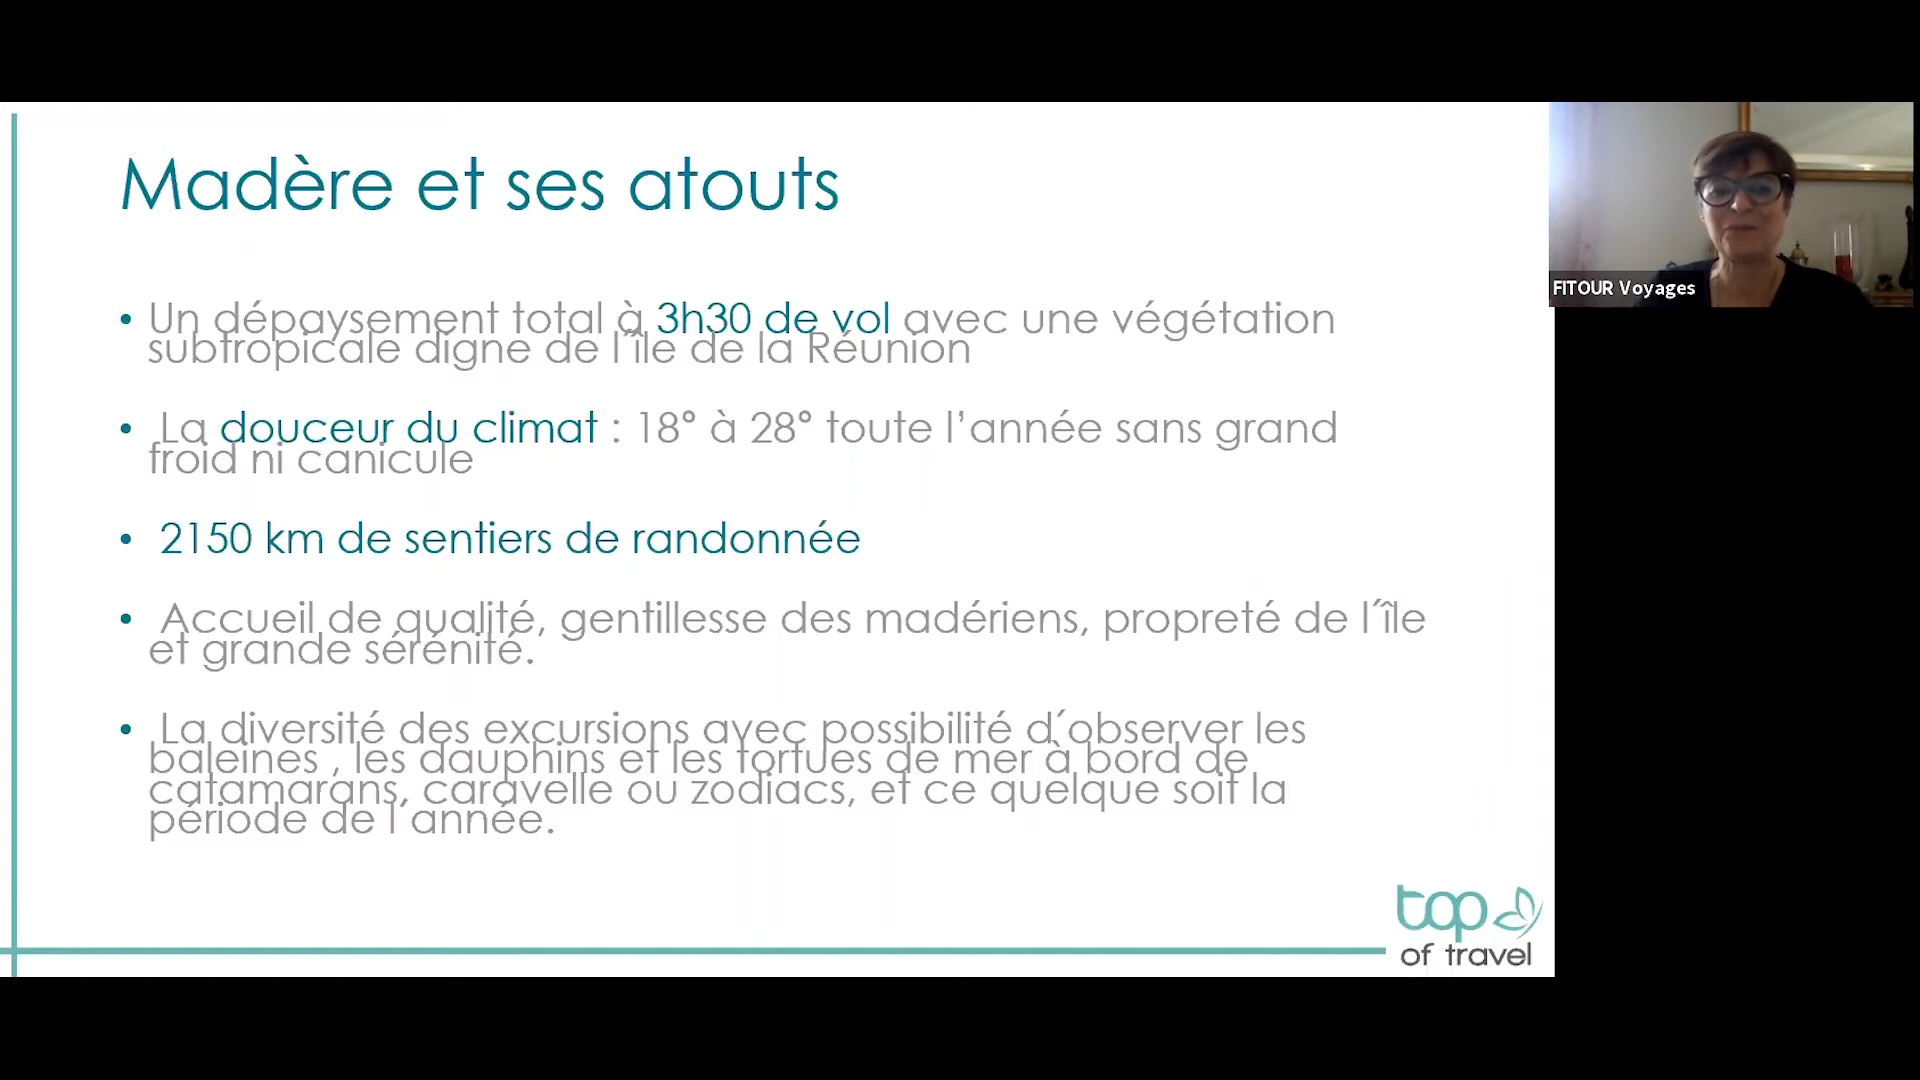 Madère et ses atouts
• Un dépaysement total à 3h30 de vol avec une végétation
subtropicale digne de l´île de la Réunion
• La douceur du climat : 18° à 28° toute l’année sans grand
froid ni canicule
• 2150 km de sentiers de randonnée
• Accueil de qualité, gentillesse des madériens, propreté de l´île
et grande sérénité.
• La diversité des excursions avec possibilité d´observer les
baleines , les dauphins et les tortues de mer à bord de
catamarans, caravelle ou zodiacs, et ce quelque soit la
période de l´année.
top
of travel
FITOUR Voyages